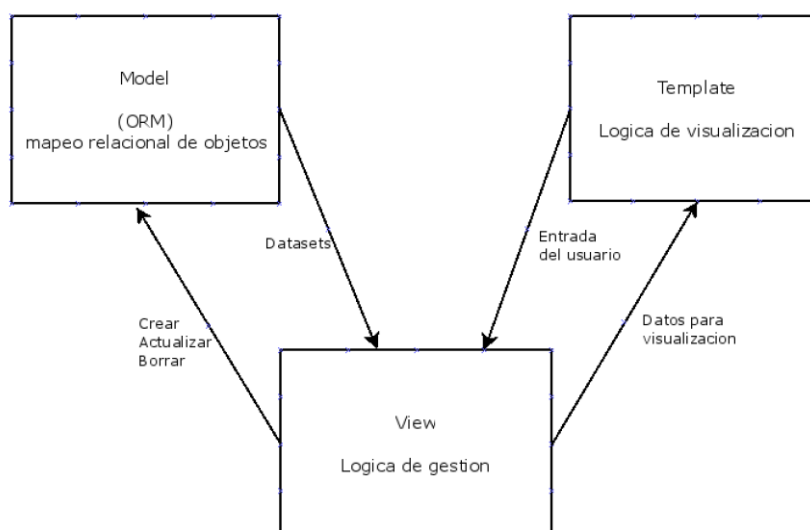 Model
(ORM)
mapeo relacional de objetos
Template
Logica de visualizacion
Datasets
Entrada
del usuario
Crear
Actualizar
Borrar
Datos para
visualizacion
View
Logica de gestion